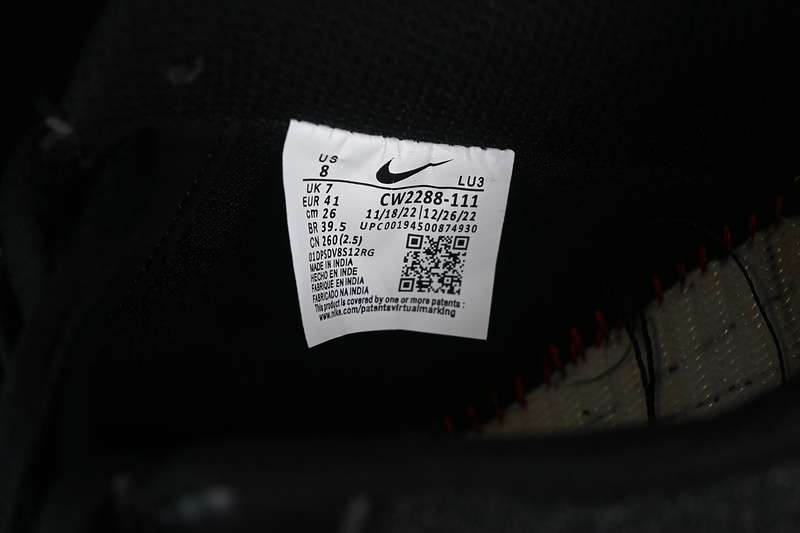 US
8
LU3
UK 7
EUR 41
cm 26
BR 39.5
CN 260(2.5)
CW2288-111
11/18/22|12/26/22
UPC00194500874930
01DPSDV8S12RG
MADE IN INDIA
HECHO EN INDE
FABRIQUE EN INDIA
FABRICADO NA INDIA
This product is covered by one or more patents :
www.nike.com/patentsvirtualmarking